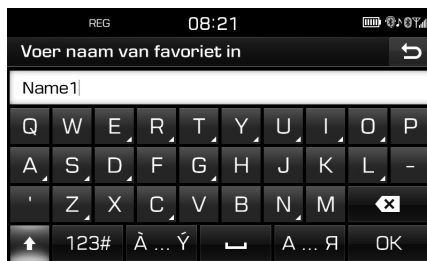 REG 08:21
Voer naam van favoriet in
Name1
Q W E R T Y U I O P
A S D F G H J K L -
' Z X C V B N M
123# À ... Ý А ... Я OK